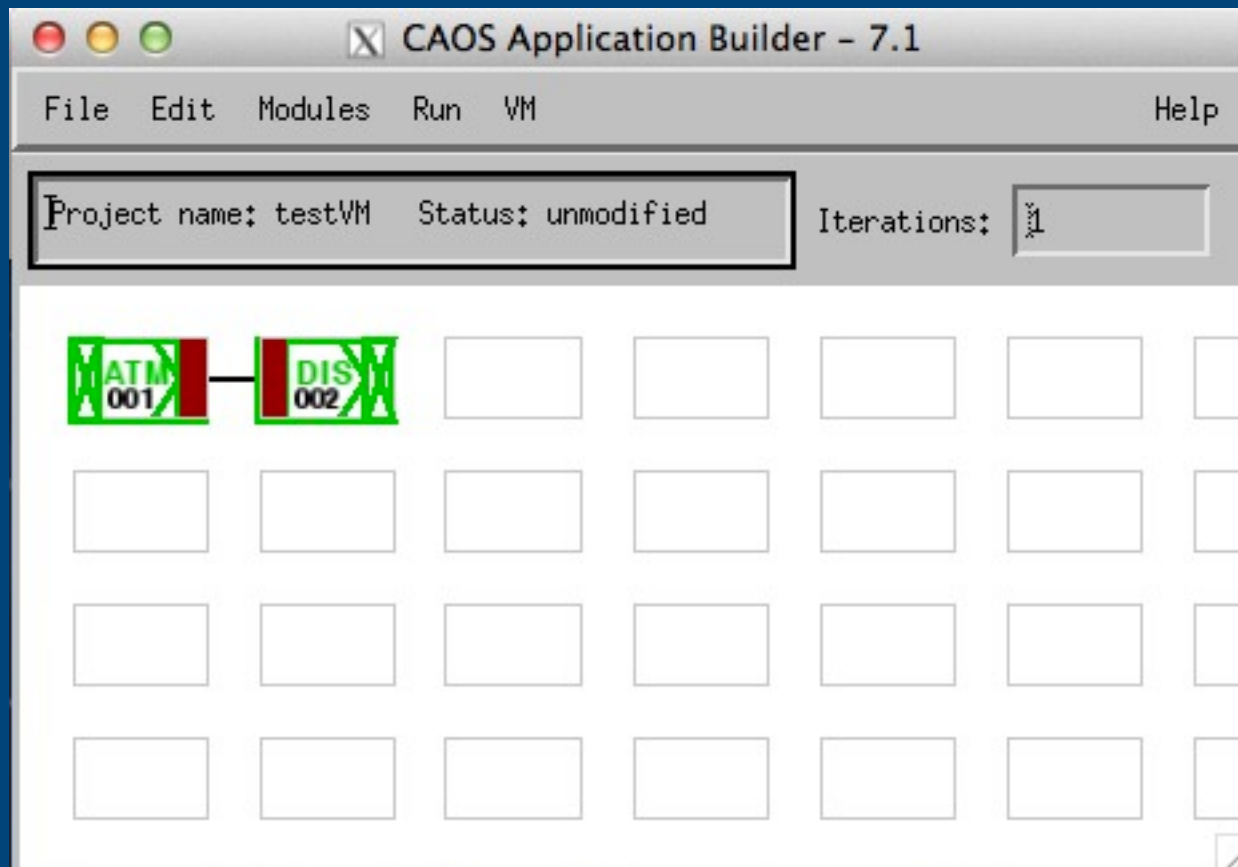 X CAOS Application Builder – 7.1
File Edit Modules Run VM Help
Project name: testVM Status: unmodified Iterations: 1
ATM DIS
001 002